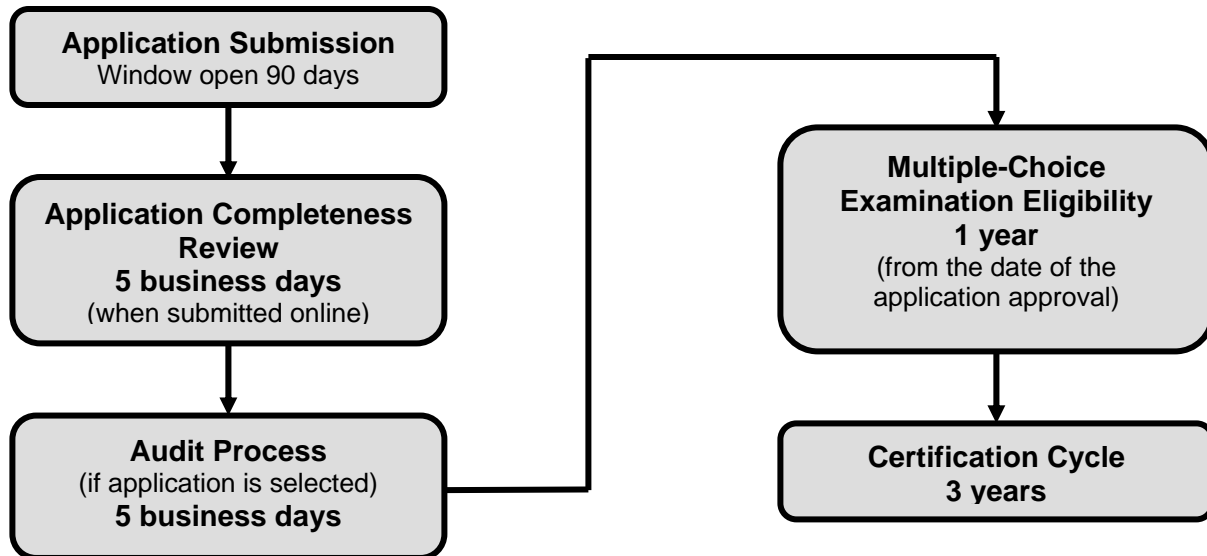 Application Submission
Window open 90 days
Application Completeness
Review
5 business days
(when submitted online)
Audit Process
(if application is selected)
5 business days
Multiple-Choice
Examination Eligibility
1 year
(from the date of the
application approval)
Certification Cycle
3 years